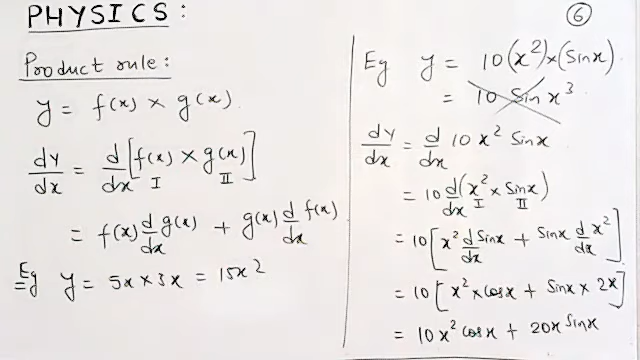 PHYSICS:
6
Product rule:
y = f(x) × g(x)
dy/dx = d/dx [f(x) × g(x)]
I II
= f(x) d/dx g(x) + g(x) d/dx f(x)
Eg y = 5x × 3x = 15x²
Eg y = 10(x²)×(Sinx)
= 10 Sin x³
dy/dx = d/dx 10 x² Sinx
= 10 d/dx (x² × Sinx)
I II
= 10[x² d/dx Sinx + Sinx d/dx x²]
= 10[x² × cosx + Sinx × 2x]
= 10x² cosx + 20x Sinx